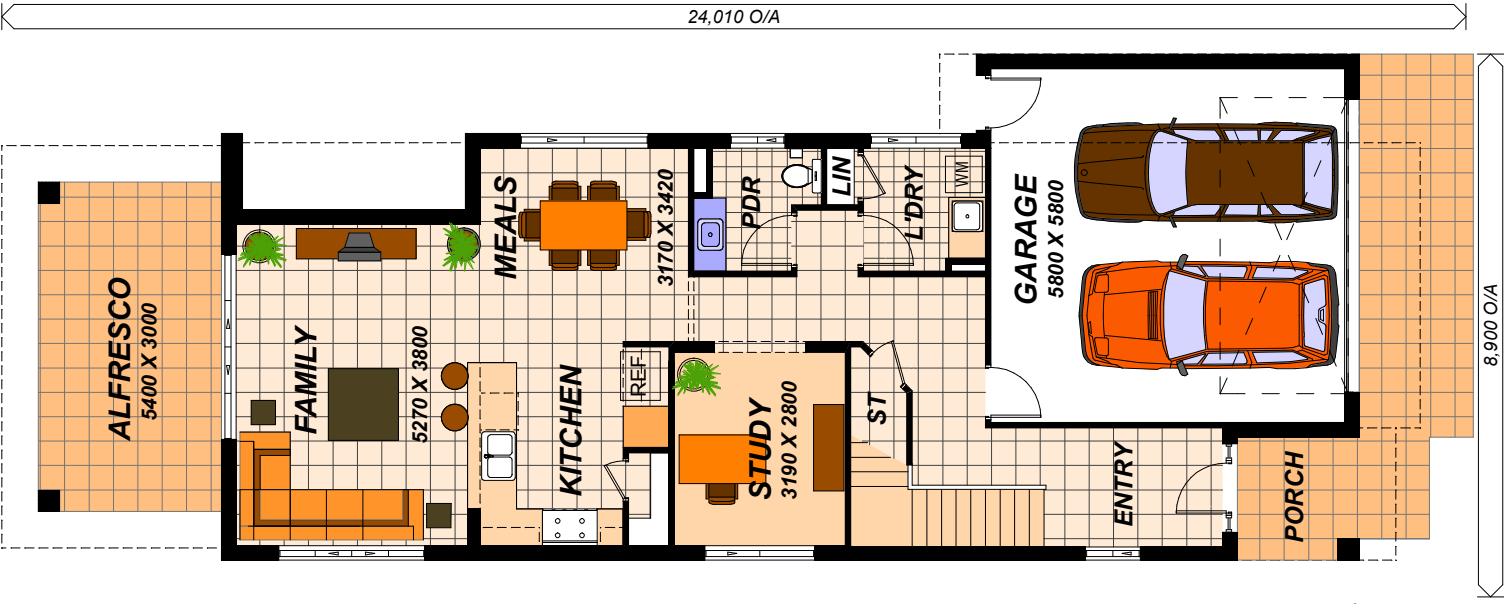 24,010 O/A
8,900 O/A
ALFRESCO
5400 X 3000
FAMILY
5270 X 3800
MEALS
3170 X 3420
KITCHEN
REF
PDR
LIN
L'DRY
WM
STUDY
3190 X 2800
ST
GARAGE
5800 X 5800
ENTRY
PORCH